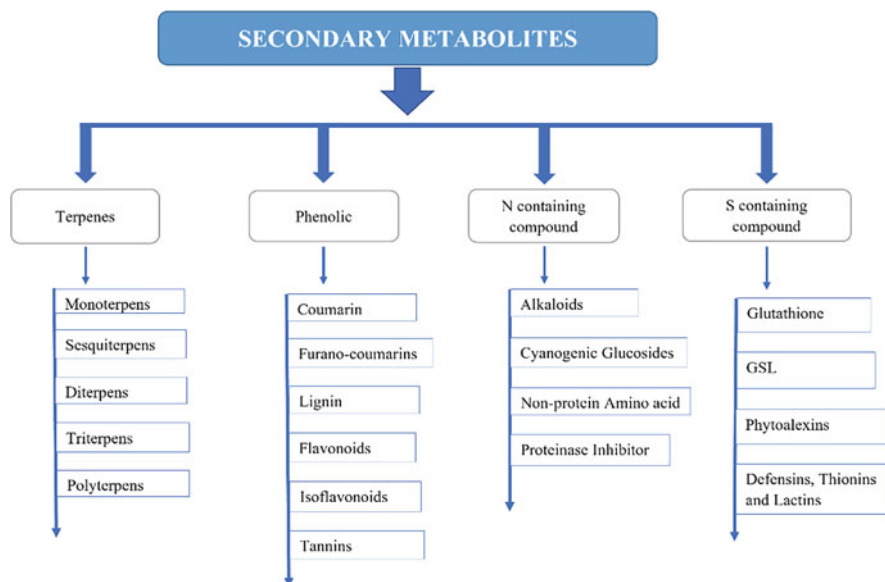 SECONDARY METABOLITES
Terpenes
Monoterpens
Sesquiterpens
Diterpens
Triterpens
Polyterpens
Phenolic
Coumarin
Furano-coumarins
Lignin
Flavonoids
Isoflavonoids
Tannins
N containing
compound
Alkaloids
Cyanogenic Glucosides
Non-protein Amino acid
Proteinase Inhibitor
S containing
compound
Glutathione
GSL
Phytoalexins
Defensins, Thionins
and Lactins